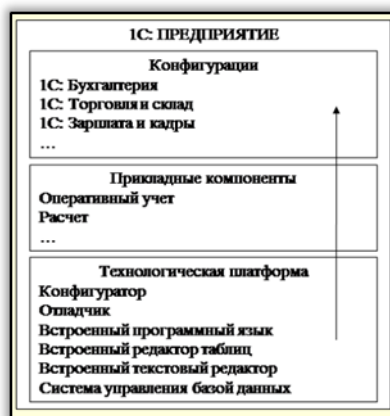 1С: ПРЕДПРИЯТИЕ
Конфигурации
1С: Бухгалтерия
1С: Торговля и склад
1С: Зарплата и кадры
...
Прикладные компоненты
Оперативный учет
Расчет
...
Технологическая платформа
Конфигуратор
Отладчик
Встроенный программный язык
Встроенный редактор таблиц
Встроенный текстовый редактор
Система управления базой данных